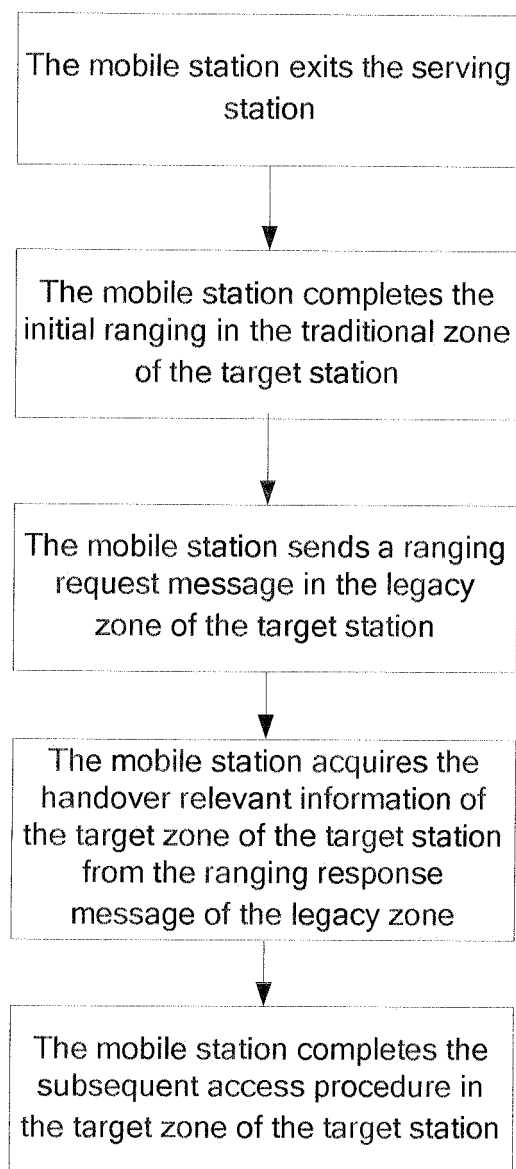 The mobile station exits the serving
station
The mobile station completes the
initial ranging in the traditional zone
of the target station
The mobile station sends a ranging
request message in the legacy
zone of the target station
The mobile station acquires the
handover relevant information of
the target zone of the target station
from the ranging response
message of the legacy zone
The mobile station completes the
subsequent access procedure in
the target zone of the target station